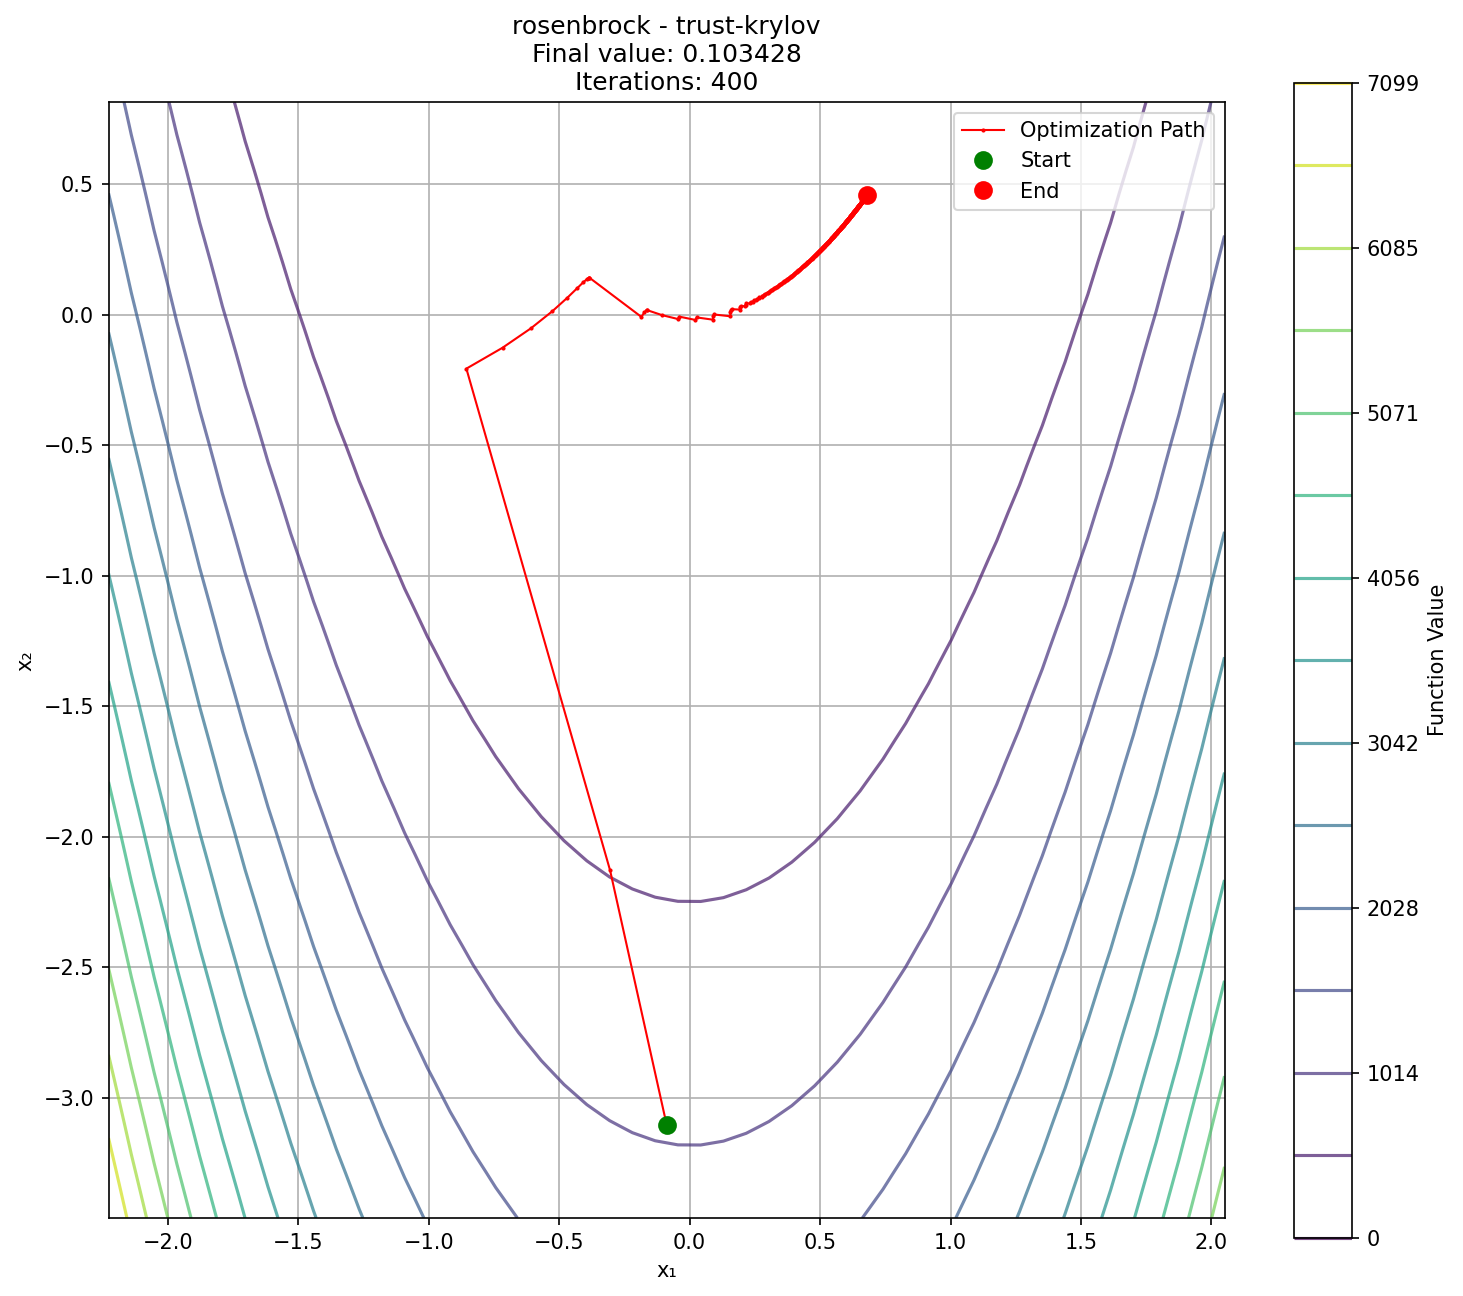 rosenbrock - trust-krylov
Final value: 0.103428
Iterations: 400
Optimization Path
Start
End
0.5
0.0
−0.5
−1.0
−1.5
−2.0
−2.5
−3.0
x₂
−2.0 −1.5 −1.0 −0.5 0.0 0.5 1.0 1.5 2.0
x₁
7099
6085
5071
4056
3042
2028
1014
0
Function Value